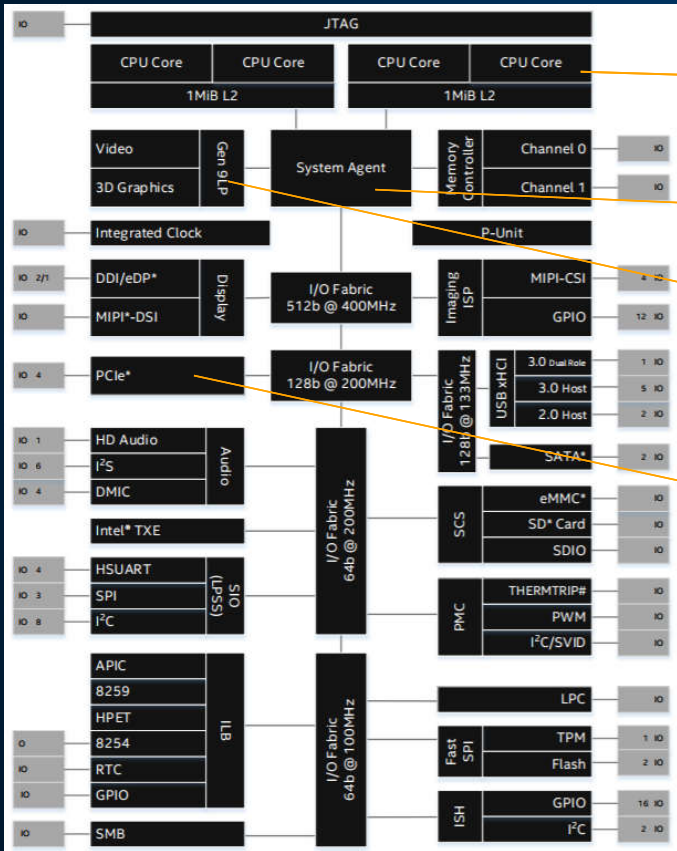 IO
JTAG
CPU Core
CPU Core
1MiB L2
CPU Core
CPU Core
1MiB L2
Video
3D Graphics
Gen 9LP
System Agent
Memory
Controller
Channel 0
IO
Channel 1
IO
IO
Integrated Clock
P-Unit
IO 2/1
DDI/eDP*
IO
MIPI*-DSI
Display
I/O Fabric
512b @ 400MHz
Imaging
ISP
MIPI-CSI
4 IO
GPIO
12 IO
IO 4
PCIe*
I/O Fabric
128b @ 200MHz
I/O Fabric
128b @ 133MHz
USB xHCI
3.0 Dual Role
1 IO
3.0 Host
5 IO
2.0 Host
2 IO
SATA*
2 IO
IO 1
HD Audio
IO 6
I²S
IO 4
DMIC
Audio
I/O Fabric
64b @ 200MHz
Intel® TXE
SCS
eMMC*
IO
SD* Card
IO
SDIO
IO
IO 4
HSUART
IO 3
SPI
IO 8
I²C
SIO
(LPSS)
PMC
THERMTRIP#
IO
PWM
IO
I²C/SVID
IO
APIC
8259
HPET
O
8254
IO
RTC
IO
GPIO
ILB
I/O Fabric
64b @ 100MHz
LPC
IO
Fast
SPI
TPM
1 IO
Flash
2 IO
ISH
GPIO
16 IO
I²C
2 IO
IO
SMB